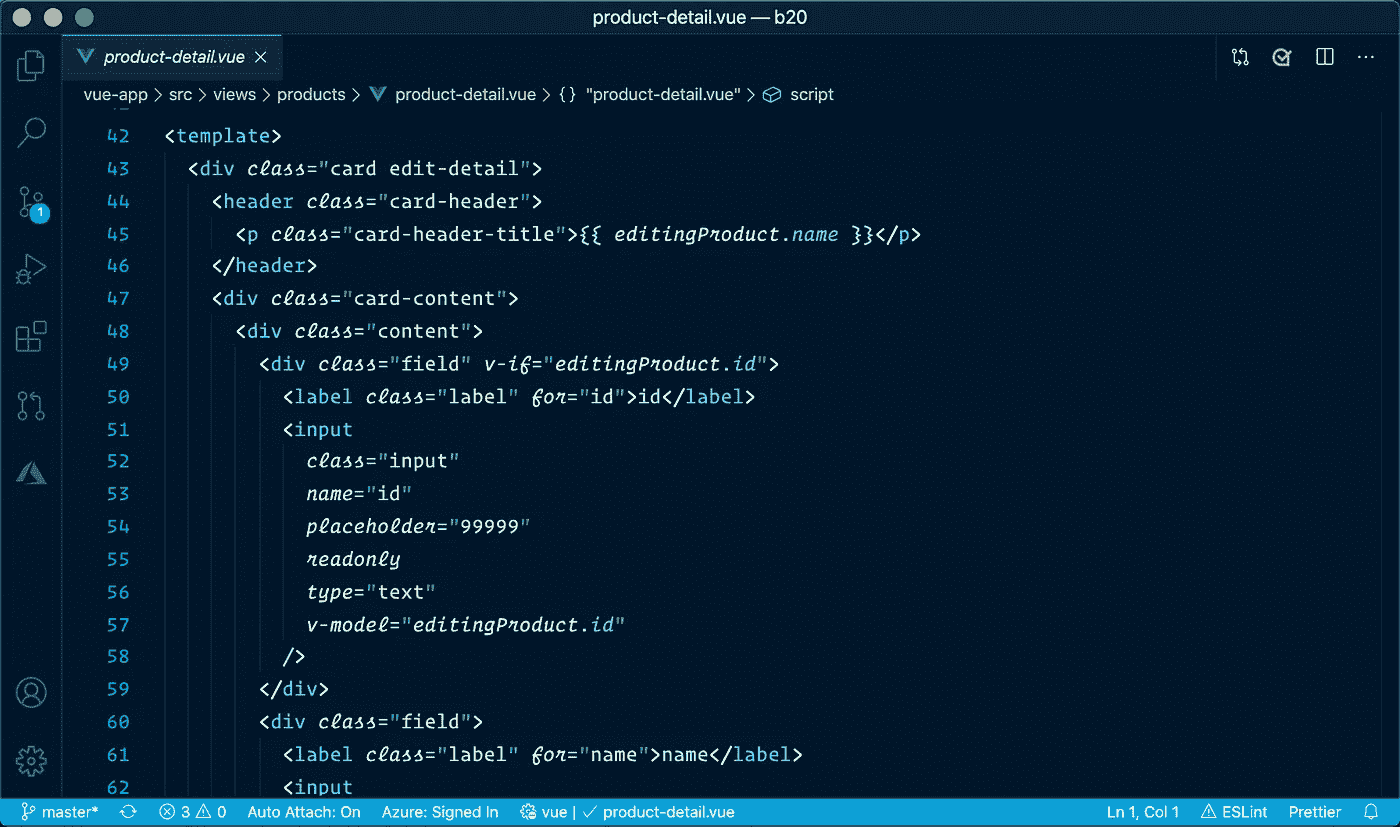 product-detail.vue — b20
product-detail.vue
vue-app > src > views > products > product-detail.vue > {} "product-detail.vue" > script
42 <template>
43 <div class="card edit-detail">
44 <header class="card-header">
45 <p class="card-header-title">{{ editingProduct.name }}</p>
46 </header>
47 <div class="card-content">
48 <div class="content">
49 <div class="field" v-if="editingProduct.id">
50 <label class="label" for="id">id</label>
51 <input
52 class="input"
53 name="id"
54 placeholder="99999"
55 readonly
56 type="text"
57 v-model="editingProduct.id"
58 />
59 </div>
60 <div class="field">
61 <label class="label" for="name">name</label>
62 <input
1
master* 3 0 Auto Attach: On Azure: Signed In vue | ✓ product-detail.vue Ln 1, Col 1 ESLint Prettier